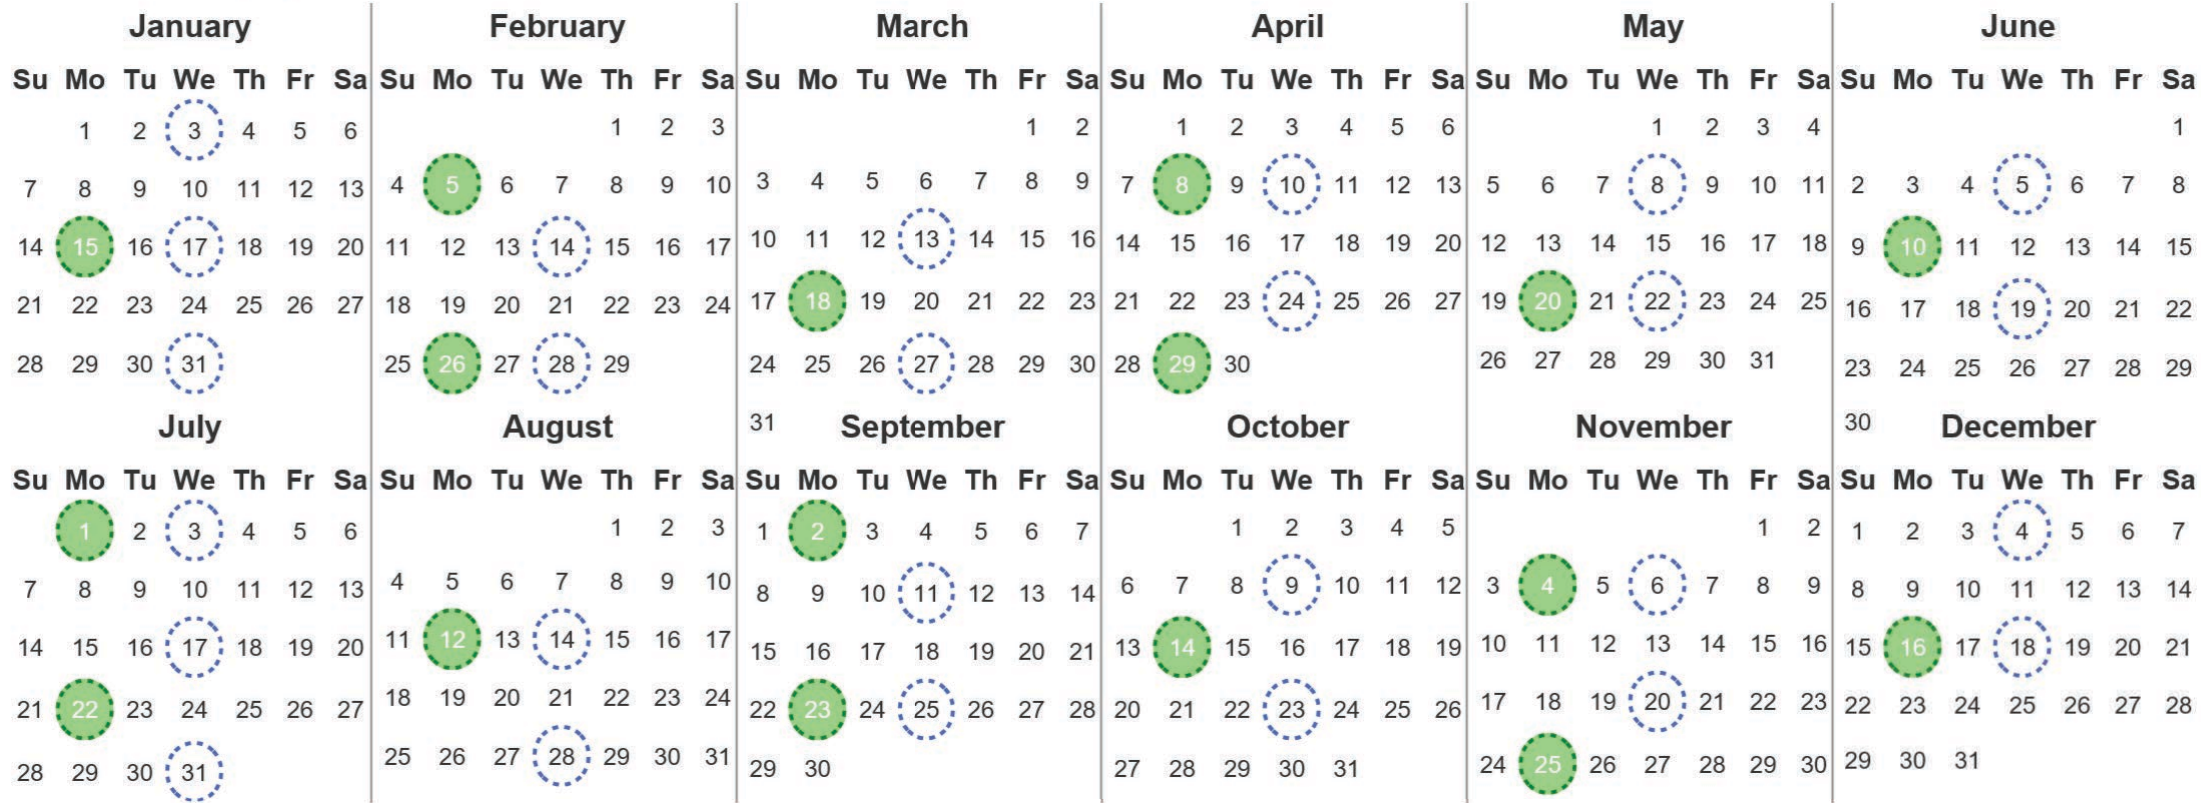 January February March April May June
Su Mo Tu We Th Fr Sa Su Mo Tu We Th Fr Sa Su Mo Tu We Th Fr Sa Su Mo Tu We Th Fr Sa Su Mo Tu We Th Fr Sa Su Mo Tu We Th Fr Sa
1 2 3 4 5 6 1 2 3 1 2 1 2 3 4 5 6 1 2 3 4 1
7 8 9 10 11 12 13 4 5 6 7 8 9 10 3 4 5 6 7 8 9 7 8 9 10 11 12 13 5 6 7 8 9 10 11 2 3 4 5 6 7 8
14 15 16 17 18 19 20 11 12 13 14 15 16 17 10 11 12 13 14 15 16 14 15 16 17 18 19 20 12 13 14 15 16 17 18 9 10 11 12 13 14 15
21 22 23 24 25 26 27 18 19 20 21 22 23 24 17 18 19 20 21 22 23 21 22 23 24 25 26 27 19 20 21 22 23 24 25 16 17 18 19 20 21 22
28 29 30 31 25 26 27 28 29 24 25 26 27 28 29 30 28 29 30 26 27 28 29 30 31 23 24 25 26 27 28 29
31 30
July August September October November December
Su Mo Tu We Th Fr Sa Su Mo Tu We Th Fr Sa Su Mo Tu We Th Fr Sa Su Mo Tu We Th Fr Sa Su Mo Tu We Th Fr Sa Su Mo Tu We Th Fr Sa
1 2 3 4 5 6 1 2 3 1 2 3 4 5 6 7 1 2 3 4 5 1 2 1 2 3 4 5 6 7
7 8 9 10 11 12 13 4 5 6 7 8 9 10 8 9 10 11 12 13 14 6 7 8 9 10 11 12 3 4 5 6 7 8 9 8 9 10 11 12 13 14
14 15 16 17 18 19 20 11 12 13 14 15 16 17 15 16 17 18 19 20 21 13 14 15 16 17 18 19 10 11 12 13 14 15 16 15 16 17 18 19 20 21
21 22 23 24 25 26 27 18 19 20 21 22 23 24 22 23 24 25 26 27 28 20 21 22 23 24 25 26 17 18 19 20 21 22 23 22 23 24 25 26 27 28
28 29 30 31 25 26 27 28 29 30 31 29 30 27 28 29 30 31 24 25 26 27 28 29 30 29 30 31